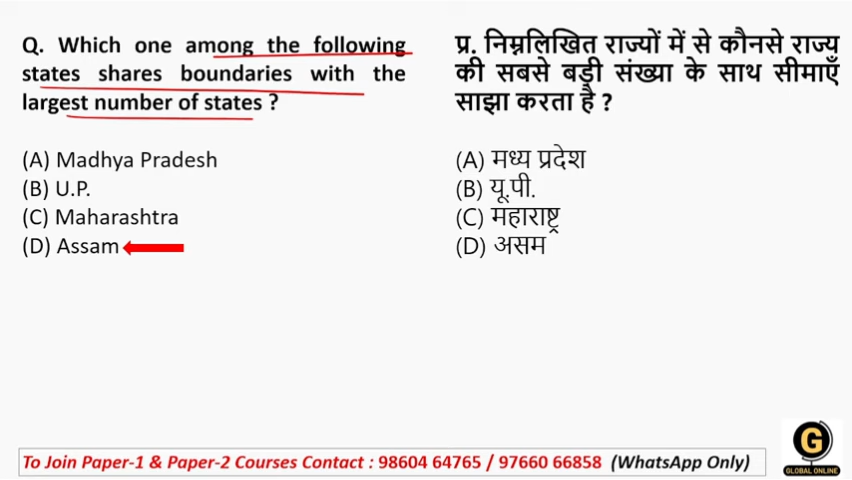 Q. Which one among the following
states shares boundaries with the
largest number of states ?
(A) Madhya Pradesh
(B) U.P.
(C) Maharashtra
(D) Assam
प्र. निम्नलिखित राज्यों में से कौनसे राज्य
की सबसे बड़ी संख्या के साथ सीमाएँ
साझा करता है ?
(A) मध्य प्रदेश
(B) यू.पी.
(C) महाराष्ट्र
(D) असम
G
GLOBAL ONLINE
To Join Paper-1 & Paper-2 Courses Contact : 98604 64765 / 97660 66858 (WhatsApp Only)